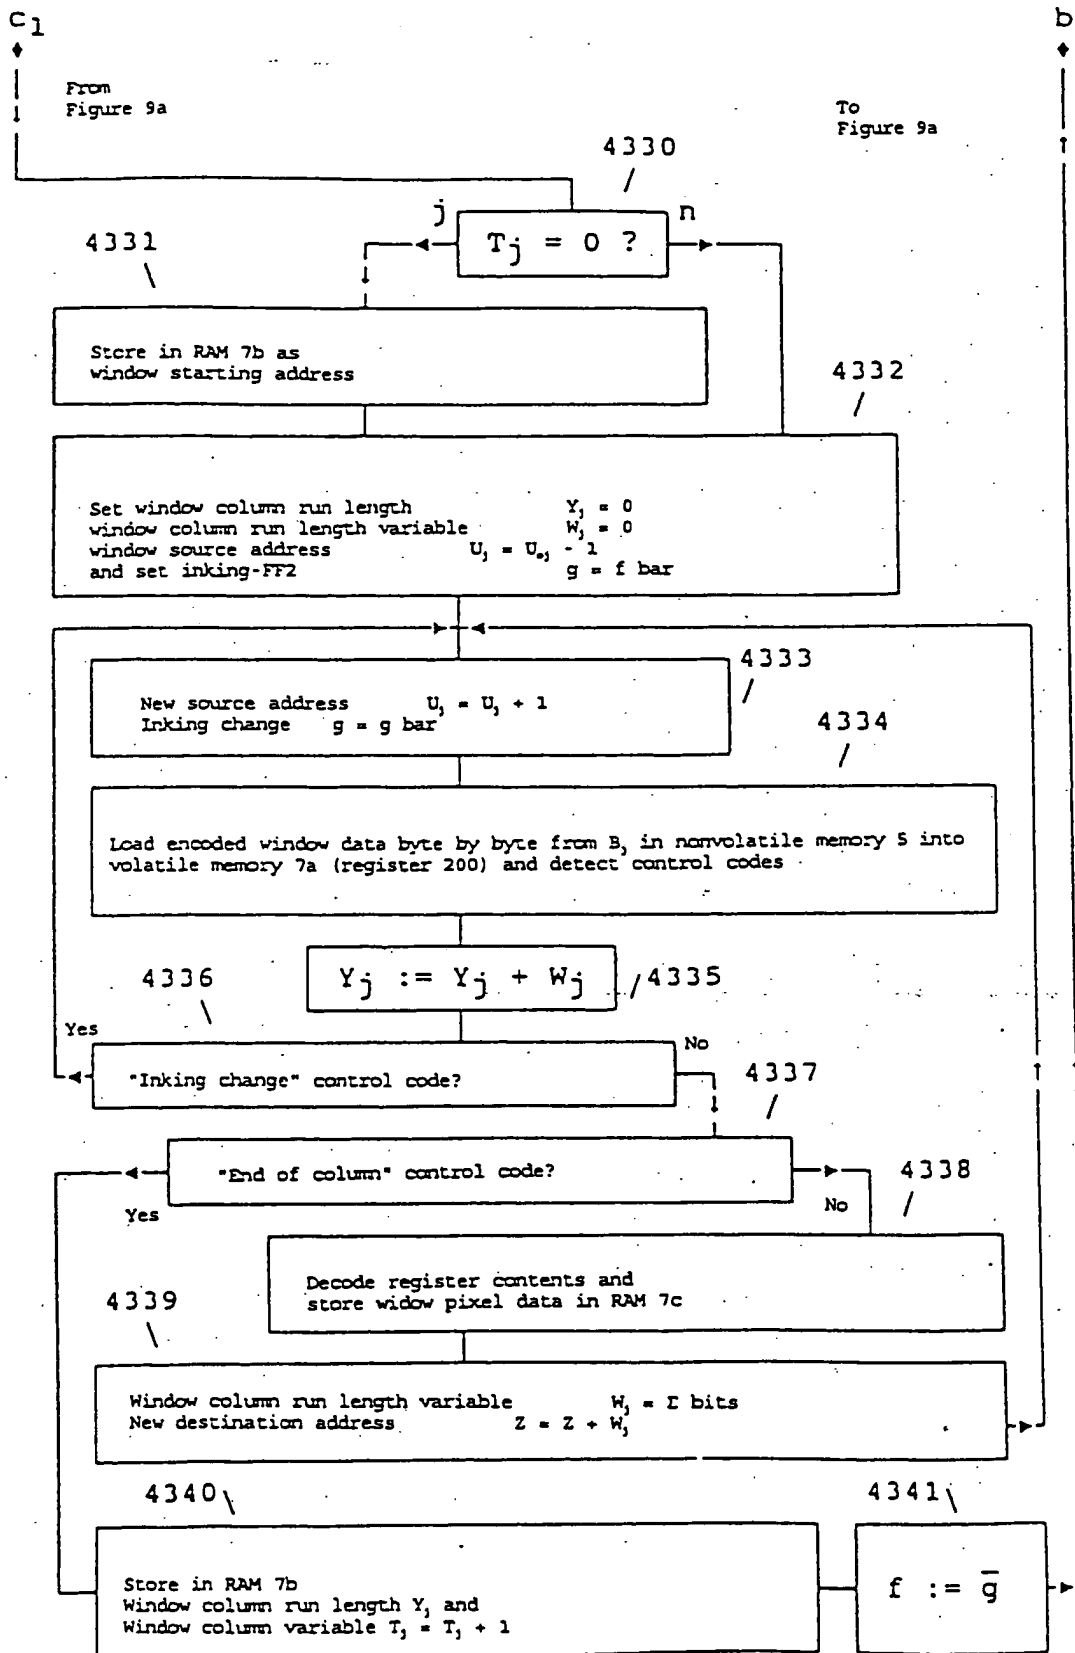 c1
b
From
Figure 9a
To
Figure 9a
4330
j
n
Tj = 0 ?
4331
Store in RAM 7b as
window starting address
4332
Set window column run length Yj = 0
window column run length variable Wj = 0
window source address Uj = Uoj - 1
and set inking-FF2 g = f bar
4333
New source address Uj = Uj + 1
Inking change g = g bar
4334
Load encoded window data byte by byte from Bj in nonvolatile memory 5 into
volatile memory 7a (register 200) and detect control codes
4335
Yj := Yj + Wj
4336
Yes
No
"Inking change" control code?
4337
"End of column" control code?
Yes
No
4338
Decode register contents and
store widow pixel data in RAM 7c
4339
Window column run length variable Wj = Σ bits
New destination address Z = Z + Wj
4340
Store in RAM 7b
Window column run length Yj and
Window column variable Tj = Tj + 1
4341
f := g̅